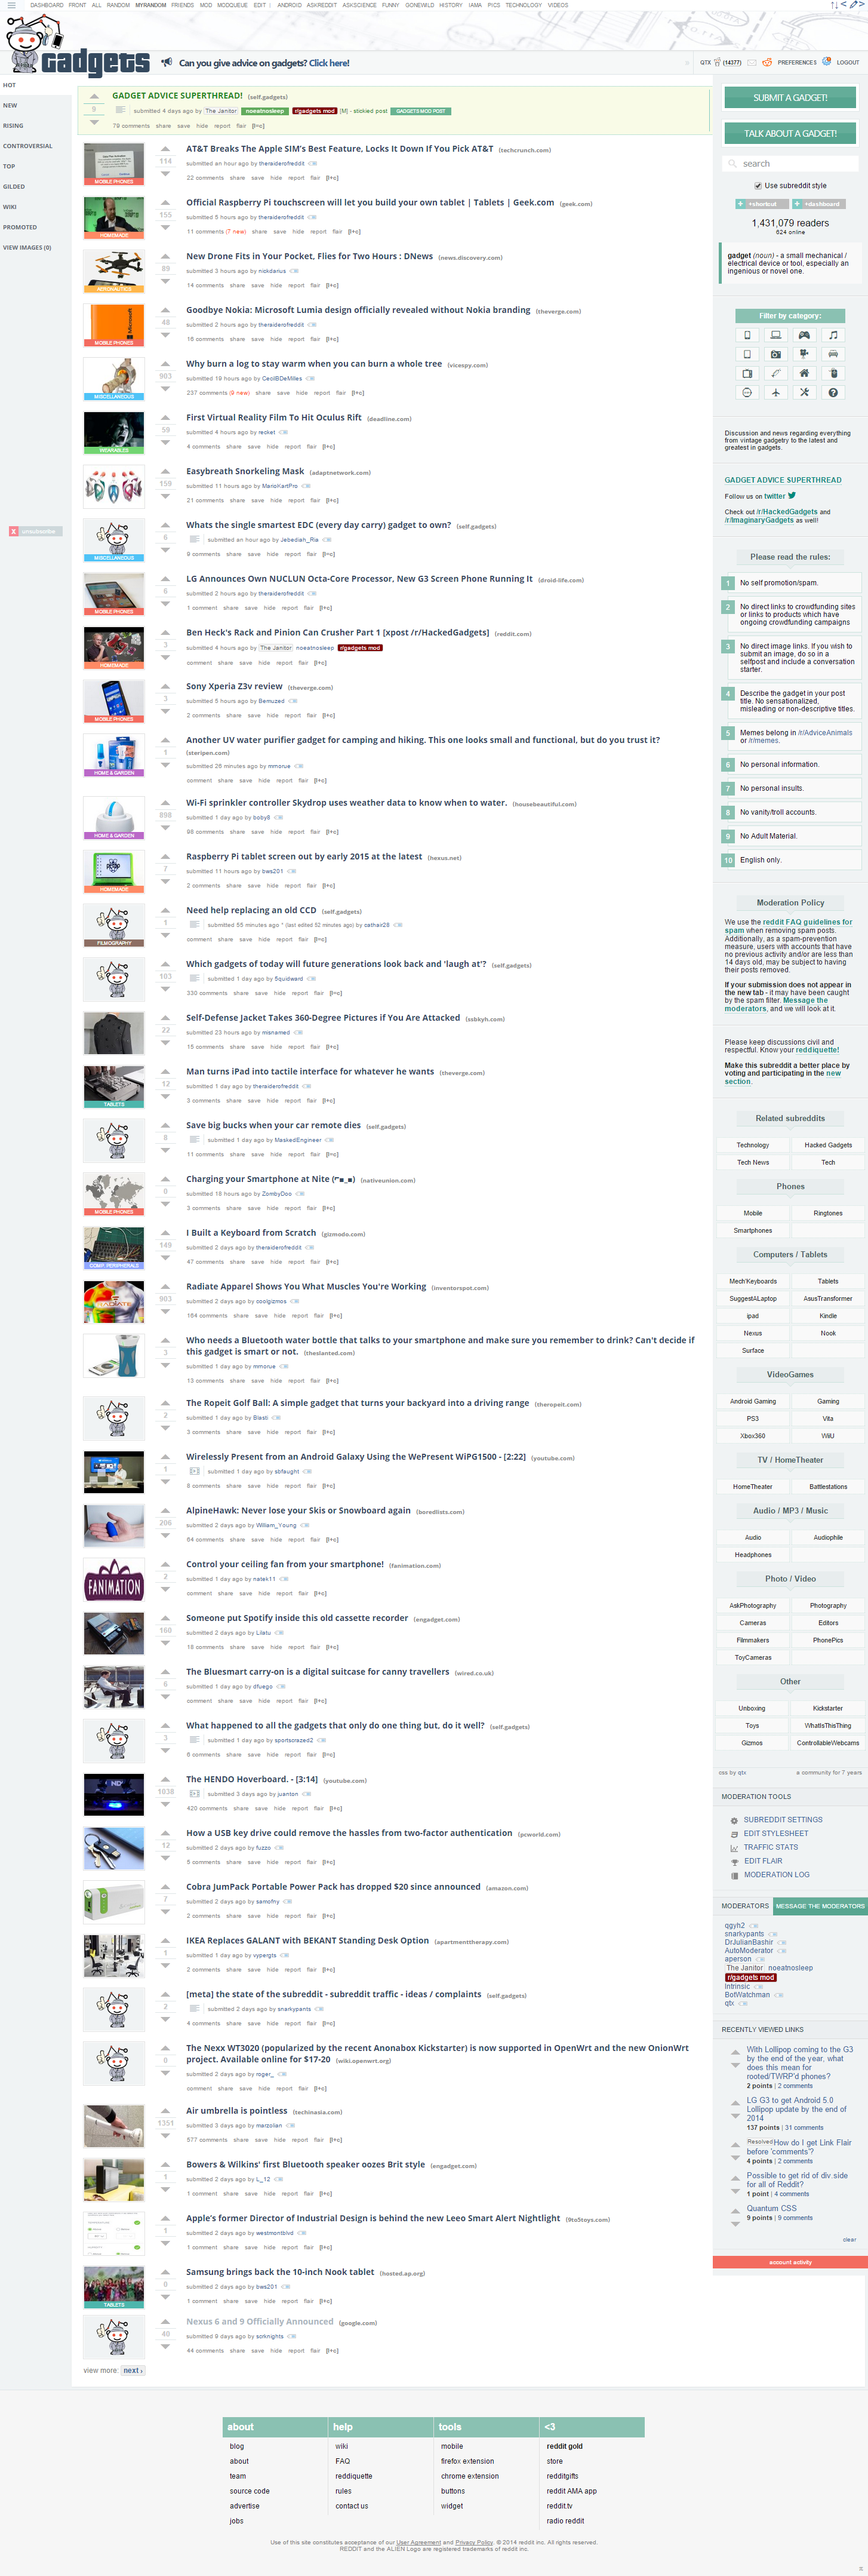 DASHBOARD FRONT ALL RANDOM MYRANDOM FRIENDS MOD MODQUEUE EDIT | ANDROID ASKREDDIT ASKSCIENCE FUNNY GONEWILD HISTORY IAMA PICS TECHNOLOGY VIDEOS
gadgets
Can you give advice on gadgets? Click here!
QTX (14377) PREFERENCES LOGOUT
HOT
NEW
RISING
CONTROVERSIAL
TOP
GILDED
WIKI
PROMOTED
VIEW IMAGES (0)
x unsubscribe
GADGET ADVICE SUPERTHREAD! (self.gadgets)
9
submitted 4 days ago by The Janitor noeatnosleep r/gadgets mod [M] - stickied post GADGETS MOD POST
79 comments share save hide report flair [l+c]
AT&T Breaks The Apple SIM's Best Feature, Locks It Down If You Pick AT&T (techcrunch.com)
114
submitted an hour ago by theraiderofreddit
MOBILE PHONES
22 comments share save hide report flair [l+c]
Official Raspberry Pi touchscreen will let you build your own tablet | Tablets | Geek.com (geek.com)
155
submitted 5 hours ago by theraiderofreddit
HOMEMADE
11 comments (7 new) share save hide report flair [l+c]
New Drone Fits in Your Pocket, Flies for Two Hours : DNews (news.discovery.com)
89
submitted 3 hours ago by nickdarius
AERONAUTICS
14 comments share save hide report flair [l+c]
Goodbye Nokia: Microsoft Lumia design officially revealed without Nokia branding (theverge.com)
48
submitted 2 hours ago by theraiderofreddit
MOBILE PHONES
16 comments share save hide report flair [l+c]
Why burn a log to stay warm when you can burn a whole tree (vicespy.com)
903
submitted 19 hours ago by CecilBDeMilles
MISCELLANEOUS
237 comments (9 new) share save hide report flair [l+c]
First Virtual Reality Film To Hit Oculus Rift (deadline.com)
59
submitted 4 hours ago by recket
WEARABLES
4 comments share save hide report flair [l+c]
Easybreath Snorkeling Mask (adaptnetwork.com)
159
submitted 11 hours ago by MarioKartPro
21 comments share save hide report flair [l+c]
Whats the single smartest EDC (every day carry) gadget to own? (self.gadgets)
6
submitted an hour ago by Jebediah_Ria
MISCELLANEOUS
9 comments share save hide report flair [l+c]
LG Announces Own NUCLUN Octa-Core Processor, New G3 Screen Phone Running It (droid-life.com)
6
submitted 2 hours ago by theraiderofreddit
MOBILE PHONES
1 comment share save hide report flair [l+c]
Ben Heck's Rack and Pinion Can Crusher Part 1 [xpost /r/HackedGadgets] (reddit.com)
3
submitted 4 hours ago by The Janitor noeatnosleep r/gadgets mod
HOMEMADE
comment share save hide report flair [l+c]
Sony Xperia Z3v review (theverge.com)
3
submitted 5 hours ago by Bemuzed
MOBILE PHONES
2 comments share save hide report flair [l+c]
Another UV water purifier gadget for camping and hiking. This one looks small and functional, but do you trust it?
(steripen.com)
1
submitted 26 minutes ago by mmorue
HOME & GARDEN
comment share save hide report flair [l+c]
Wi-Fi sprinkler controller Skydrop uses weather data to know when to water. (housebeautiful.com)
898
submitted 1 day ago by boby8
HOME & GARDEN
98 comments share save hide report flair [l+c]
Raspberry Pi tablet screen out by early 2015 at the latest (hexus.net)
7
submitted 11 hours ago by bws201
HOMEMADE
2 comments share save hide report flair [l+c]
Need help replacing an old CCD (self.gadgets)
1
submitted 55 minutes ago * (last edited 52 minutes ago) by cathair28
FILMOGRAPHY
comment share save hide report flair [l+c]
Which gadgets of today will future generations look back and 'laugh at'? (self.gadgets)
103
submitted 1 day ago by Squidward
330 comments share save hide report flair [l+c]
Self-Defense Jacket Takes 360-Degree Pictures if You Are Attacked (ssbkyh.com)
22
submitted 23 hours ago by misnamed
15 comments share save hide report flair [l+c]
Man turns iPad into tactile interface for whatever he wants (theverge.com)
12
submitted 1 day ago by theraiderofreddit
TABLETS
3 comments share save hide report flair [l+c]
Save big bucks when your car remote dies (self.gadgets)
8
submitted 1 day ago by MaskedEngineer
11 comments share save hide report flair [l+c]
Charging your Smartphone at Nite (⌐■_■) (nativeunion.com)
0
submitted 18 hours ago by ZombyDoo
MOBILE PHONES
3 comments share save hide report flair [l+c]
I Built a Keyboard from Scratch (gizmodo.com)
149
submitted 2 days ago by theraiderofreddit
COMP. PERIPHERALS
47 comments share save hide report flair [l+c]
Radiate Apparel Shows You What Muscles You're Working (inventorspot.com)
903
submitted 2 days ago by coolgizmos
RADIATE
164 comments share save hide report flair [l+c]
Who needs a Bluetooth water bottle that talks to your smartphone and make sure you remember to drink? Can't decide if
this gadget is smart or not. (theslanted.com)
3
submitted 1 day ago by mmorue
13 comments share save hide report flair [l+c]
The Ropeit Golf Ball: A simple gadget that turns your backyard into a driving range (theropeit.com)
2
submitted 1 day ago by Blasti
3 comments share save hide report flair [l+c]
Wirelessly Present from an Android Galaxy Using the WePresent WiPG1500 - [2:22] (youtube.com)
1
submitted 1 day ago by sbfaught
8 comments share save hide report flair [l+c]
AlpineHawk: Never lose your Skis or Snowboard again (boredlists.com)
206
submitted 2 days ago by William_Young
64 comments share save hide report flair [l+c]
Control your ceiling fan from your smartphone! (fanimation.com)
2
submitted 1 day ago by natek11
FANIMATION
comment share save hide report flair [l+c]
Someone put Spotify inside this old cassette recorder (engadget.com)
160
submitted 2 days ago by Lilatu
18 comments share save hide report flair [l+c]
The Bluesmart carry-on is a digital suitcase for canny travellers (wired.co.uk)
6
submitted 1 day ago by dfuego
comment share save hide report flair [l+c]
What happened to all the gadgets that only do one thing but, do it well? (self.gadgets)
3
submitted 1 day ago by sportscrazed2
6 comments share save hide report flair [l+c]
The HENDO Hoverboard. - [3:14] (youtube.com)
1038
submitted 3 days ago by juanton
420 comments share save hide report flair [l+c]
How a USB key drive could remove the hassles from two-factor authentication (pcworld.com)
12
submitted 2 days ago by fuzzo
5 comments share save hide report flair [l+c]
Cobra JumPack Portable Power Pack has dropped $20 since announced (amazon.com)
7
submitted 2 days ago by samofny
2 comments share save hide report flair [l+c]
IKEA Replaces GALANT with BEKANT Standing Desk Option (apartmenttherapy.com)
1
submitted 1 day ago by vypergts
2 comments share save hide report flair [l+c]
[meta] the state of the subreddit - subreddit traffic - ideas / complaints (self.gadgets)
2
submitted 2 days ago by snarkypants
4 comments share save hide report flair [l+c]
The Nexx WT3020 (popularized by the recent Anonabox Kickstarter) is now supported in OpenWrt and the new OnionWrt
project. Available online for $17-20 (wiki.openwrt.org)
0
submitted 2 days ago by roger_
comment share save hide report flair [l+c]
Air umbrella is pointless (techinasia.com)
1351
submitted 3 days ago by marzolian
577 comments share save hide report flair [l+c]
Bowers & Wilkins' first Bluetooth speaker oozes Brit style (engadget.com)
1
submitted 2 days ago by L_12
1 comment share save hide report flair [l+c]
Apple's former Director of Industrial Design is behind the new Leeo Smart Alert Nightlight (9to5toys.com)
1
submitted 2 days ago by westmontblvd
1 comment share save hide report flair [l+c]
Samsung brings back the 10-inch Nook tablet (hosted.ap.org)
0
submitted 2 days ago by bws201
TABLETS
1 comment share save hide report flair [l+c]
Nexus 6 and 9 Officially Announced (google.com)
40
submitted 9 days ago by sorknights
44 comments share save hide report flair [l+c]
view more: next ›
SUBMIT A GADGET!
TALK ABOUT A GADGET!
search
Use subreddit style
+shortcut +dashboard
1,431,079 readers
624 online
gadget (noun) - a small mechanical /
electrical device or tool, especially an
ingenious or novel one.
Filter by category:
Discussion and news regarding everything
from vintage gadgetry to the latest and
greatest in gadgets.
GADGET ADVICE SUPERTHREAD
Follow us on twitter
Check out /r/HackedGadgets and
/r/ImaginaryGadgets as well!
Please read the rules:
1 No self promotion/spam.
2 No direct links to crowdfunding sites
or links to products which have
ongoing crowdfunding campaigns
3 No direct image links. If you wish to
submit an image, do so in a
selfpost and include a conversation
starter.
4 Describe the gadget in your post
title. No sensationalized,
misleading or non-descriptive titles.
5 Memes belong in /r/AdviceAnimals
or /r/memes.
6 No personal information.
7 No personal insults.
8 No vanity/troll accounts.
9 No Adult Material.
10 English only.
Moderation Policy
We use the reddit FAQ guidelines for
spam when removing spam posts.
Additionally, as a spam-prevention
measure, users with accounts that have
no previous activity and/or are less than
14 days old, may be subject to having
their posts removed.
If your submission does not appear in
the new tab - it may have been caught
by the spam filter. Message the
moderators, and we will look at it.
Please keep discussions civil and
respectful. Know your reddiquette!
Make this subreddit a better place by
voting and participating in the new
section.
Related subreddits
Technology Hacked Gadgets
Tech News Tech
Phones
Mobile Ringtones
Smartphones
Computers / Tablets
Mech'Keyboards Tablets
SuggestALaptop AsusTransformer
ipad Kindle
Nexus Nook
Surface
VideoGames
Android Gaming Gaming
PS3 Vita
Xbox360 WiiU
TV / HomeTheater
HomeTheater Battlestations
Audio / MP3 / Music
Audio Audiophile
Headphones
Photo / Video
AskPhotography Photography
Cameras Editors
Filmmakers PhonePics
ToyCameras
Other
Unboxing Kickstarter
Toys WhatIsThisThing
Gizmos ControllableWebcams
css by qtx a community for 7 years
MODERATION TOOLS
SUBREDDIT SETTINGS
EDIT STYLESHEET
TRAFFIC STATS
EDIT FLAIR
MODERATION LOG
MODERATORS MESSAGE THE MODERATORS
qgyh2
snarkypants
DrJulianBashir
AutoModerator
aperson
The Janitor noeatnosleep
r/gadgets mod
Intrinsic
BotWatchman
qtx
RECENTLY VIEWED LINKS
With Lollipop coming to the G3
by the end of the year, what
does this mean for
rooted/TWRP'd phones?
2 points | 2 comments
LG G3 to get Android 5.0
Lollipop update by the end of
2014
137 points | 31 comments
Resolved How do I get Link Flair
before 'comments'?
4 points | 2 comments
Possible to get rid of div.side
for all of Reddit?
1 point | 4 comments
Quantum CSS
9 points | 9 comments
clear
account activity
about help tools <3
blog wiki mobile reddit gold
about FAQ firefox extension store
team reddiquette chrome extension redditgifts
source code rules buttons reddit AMA app
advertise contact us widget reddit.tv
jobs radio reddit
Use of this site constitutes acceptance of our User Agreement and Privacy Policy. © 2014 reddit inc. All rights reserved.
REDDIT and the ALIEN Logo are registered trademarks of reddit inc.
π